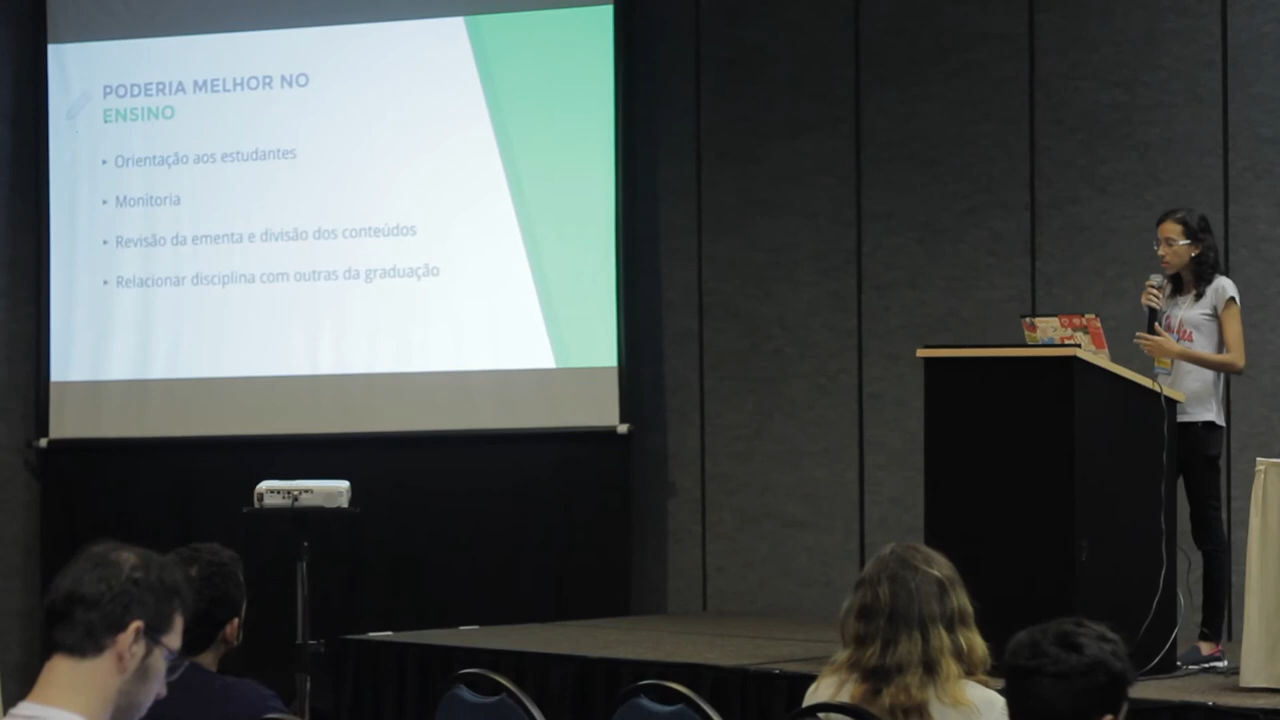 PODERIA MELHOR NO
ENSINO
Orientação aos estudantes
Monitoria
Revisão da ementa e divisão dos conteúdos
Relacionar disciplina com outras da graduação